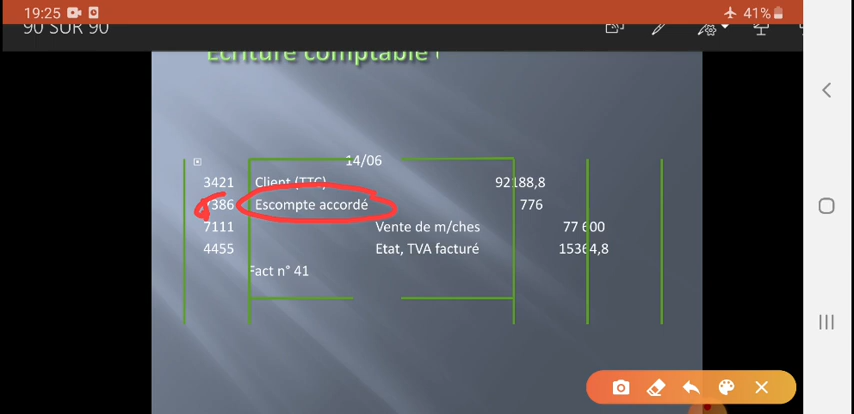 19:25 41%
90 SUR 90
Ecriture comptable
14/06
3421 Client (TTC) 92188,8
386 Escompte accordé 776
7111 Vente de m/ches 77 600
4455 Etat, TVA facturé 15364,8
Fact n° 41